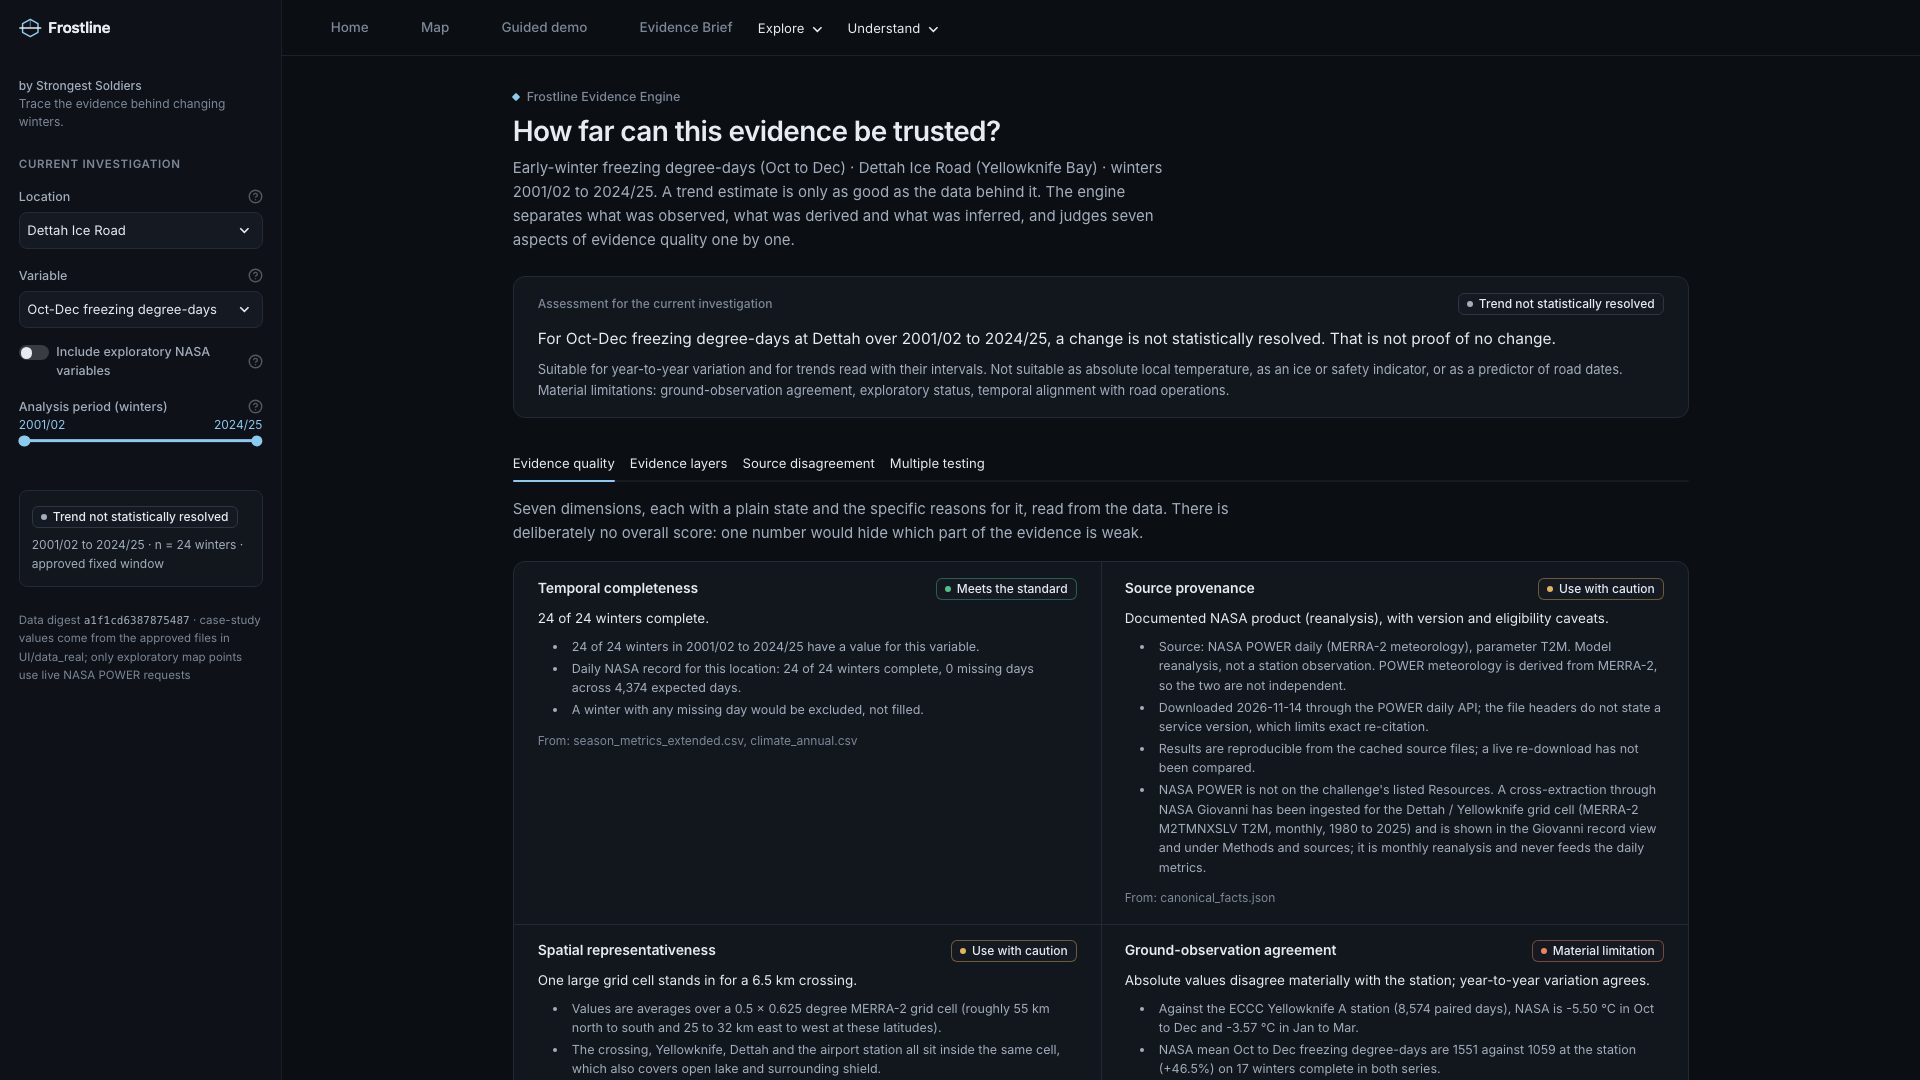 Frostline
by Strongest Soldiers
Trace the evidence behind changing
winters.
CURRENT INVESTIGATION
Location
Dettah Ice Road
Variable
Oct-Dec freezing degree-days
Include exploratory NASA
variables
Analysis period (winters)
2001/02 2024/25
Trend not statistically resolved
2001/02 to 2024/25 · n = 24 winters ·
approved fixed window
Data digest a1f1cd6387875487 · case-study
values come from the approved files in
UI/data_real; only exploratory map points
use live NASA POWER requests
Home Map Guided demo Evidence Brief Explore Understand
Frostline Evidence Engine
How far can this evidence be trusted?
Early-winter freezing degree-days (Oct to Dec) · Dettah Ice Road (Yellowknife Bay) · winters
2001/02 to 2024/25. A trend estimate is only as good as the data behind it. The engine
separates what was observed, what was derived and what was inferred, and judges seven
aspects of evidence quality one by one.
Assessment for the current investigation
Trend not statistically resolved
For Oct-Dec freezing degree-days at Dettah over 2001/02 to 2024/25, a change is not statistically resolved. That is not proof of no change.
Suitable for year-to-year variation and for trends read with their intervals. Not suitable as absolute local temperature, as an ice or safety indicator, or as a predictor of road dates.
Material limitations: ground-observation agreement, exploratory status, temporal alignment with road operations.
Evidence quality Evidence layers Source disagreement Multiple testing
Seven dimensions, each with a plain state and the specific reasons for it, read from the data. There is
deliberately no overall score: one number would hide which part of the evidence is weak.
Temporal completeness
Meets the standard
24 of 24 winters complete.
• 24 of 24 winters in 2001/02 to 2024/25 have a value for this variable.
• Daily NASA record for this location: 24 of 24 winters complete, 0 missing days
across 4,374 expected days.
• A winter with any missing day would be excluded, not filled.
From: season_metrics_extended.csv, climate_annual.csv
Source provenance
Use with caution
Documented NASA product (reanalysis), with version and eligibility caveats.
• Source: NASA POWER daily (MERRA-2 meteorology), parameter T2M. Model
reanalysis, not a station observation. POWER meteorology is derived from MERRA-2,
so the two are not independent.
• Downloaded 2026-11-14 through the POWER daily API; the file headers do not state a
service version, which limits exact re-citation.
• Results are reproducible from the cached source files; a live re-download has not
been compared.
• NASA POWER is not on the challenge's listed Resources. A cross-extraction through
NASA Giovanni has been ingested for the Dettah / Yellowknife grid cell (MERRA-2
M2TMNXSLV T2M, monthly, 1980 to 2025) and is shown in the Giovanni record view
and under Methods and sources; it is monthly reanalysis and never feeds the daily
metrics.
From: canonical_facts.json
Spatial representativeness
Use with caution
One large grid cell stands in for a 6.5 km crossing.
• Values are averages over a 0.5 × 0.625 degree MERRA-2 grid cell (roughly 55 km
north to south and 25 to 32 km east to west at these latitudes).
• The crossing, Yellowknife, Dettah and the airport station all sit inside the same cell,
which also covers open lake and surrounding shield.
Ground-observation agreement
Material limitation
Absolute values disagree materially with the station; year-to-year variation agrees.
• Against the ECCC Yellowknife A station (8,574 paired days), NASA is -5.50 °C in Oct
to Dec and -3.57 °C in Jan to Mar.
• NASA mean Oct to Dec freezing degree-days are 1551 against 1059 at the station
(+46.5%) on 17 winters complete in both series.